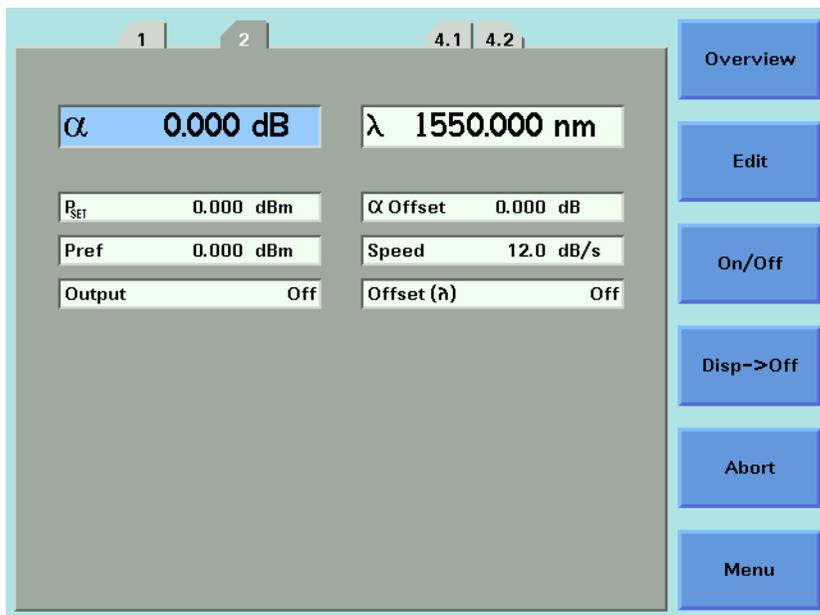 1 2 4.1 4.2
α 0.000 dB
λ 1550.000 nm
PSET 0.000 dBm
α Offset 0.000 dB
Pref 0.000 dBm
Speed 12.0 dB/s
Output Off
Offset (λ) Off
Overview
Edit
On/Off
Disp->Off
Abort
Menu